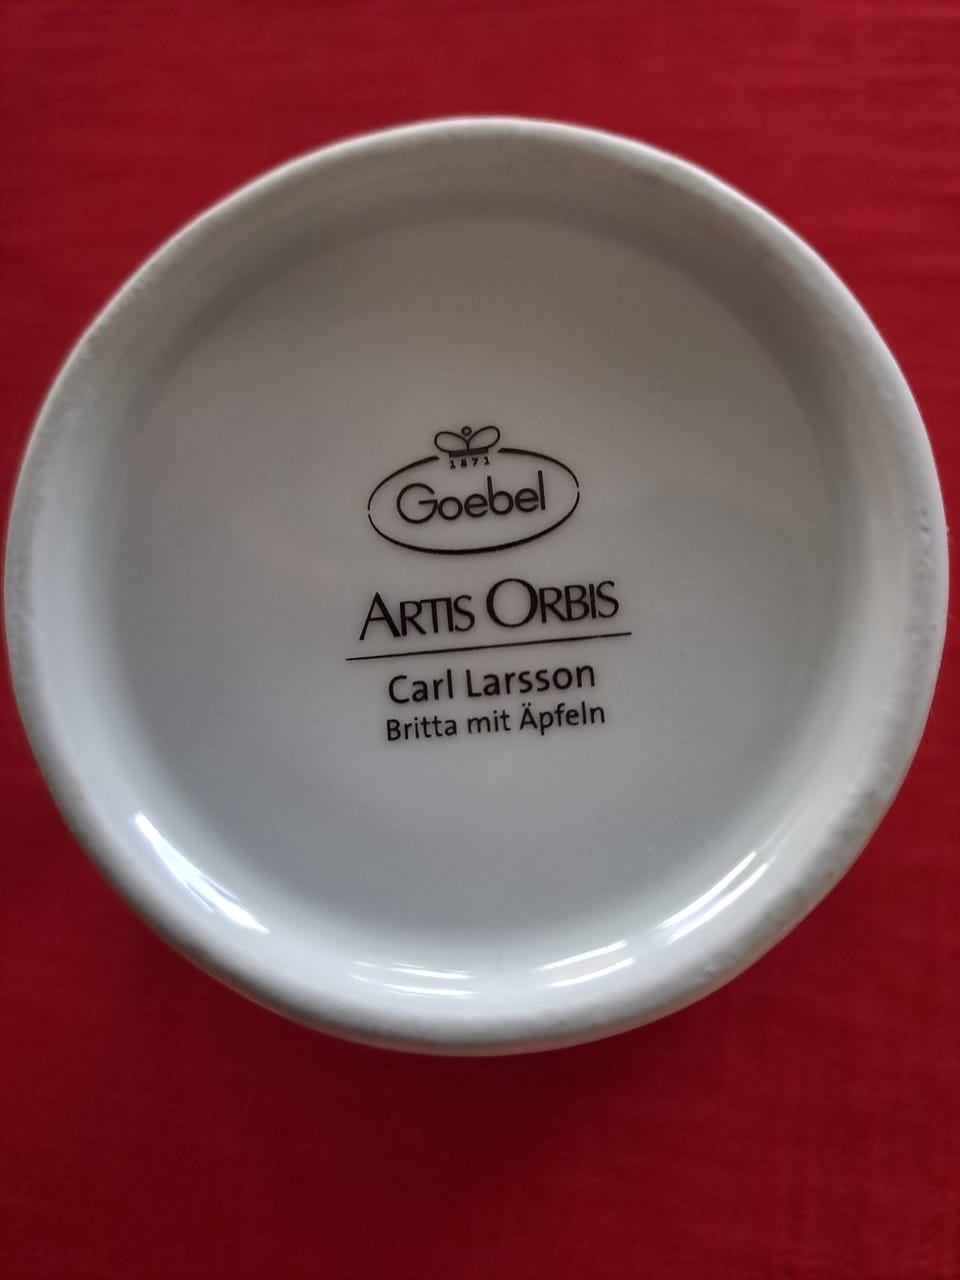 1871
Goebel
ARTIS ORBIS
Carl Larsson
Britta mit Äpfeln